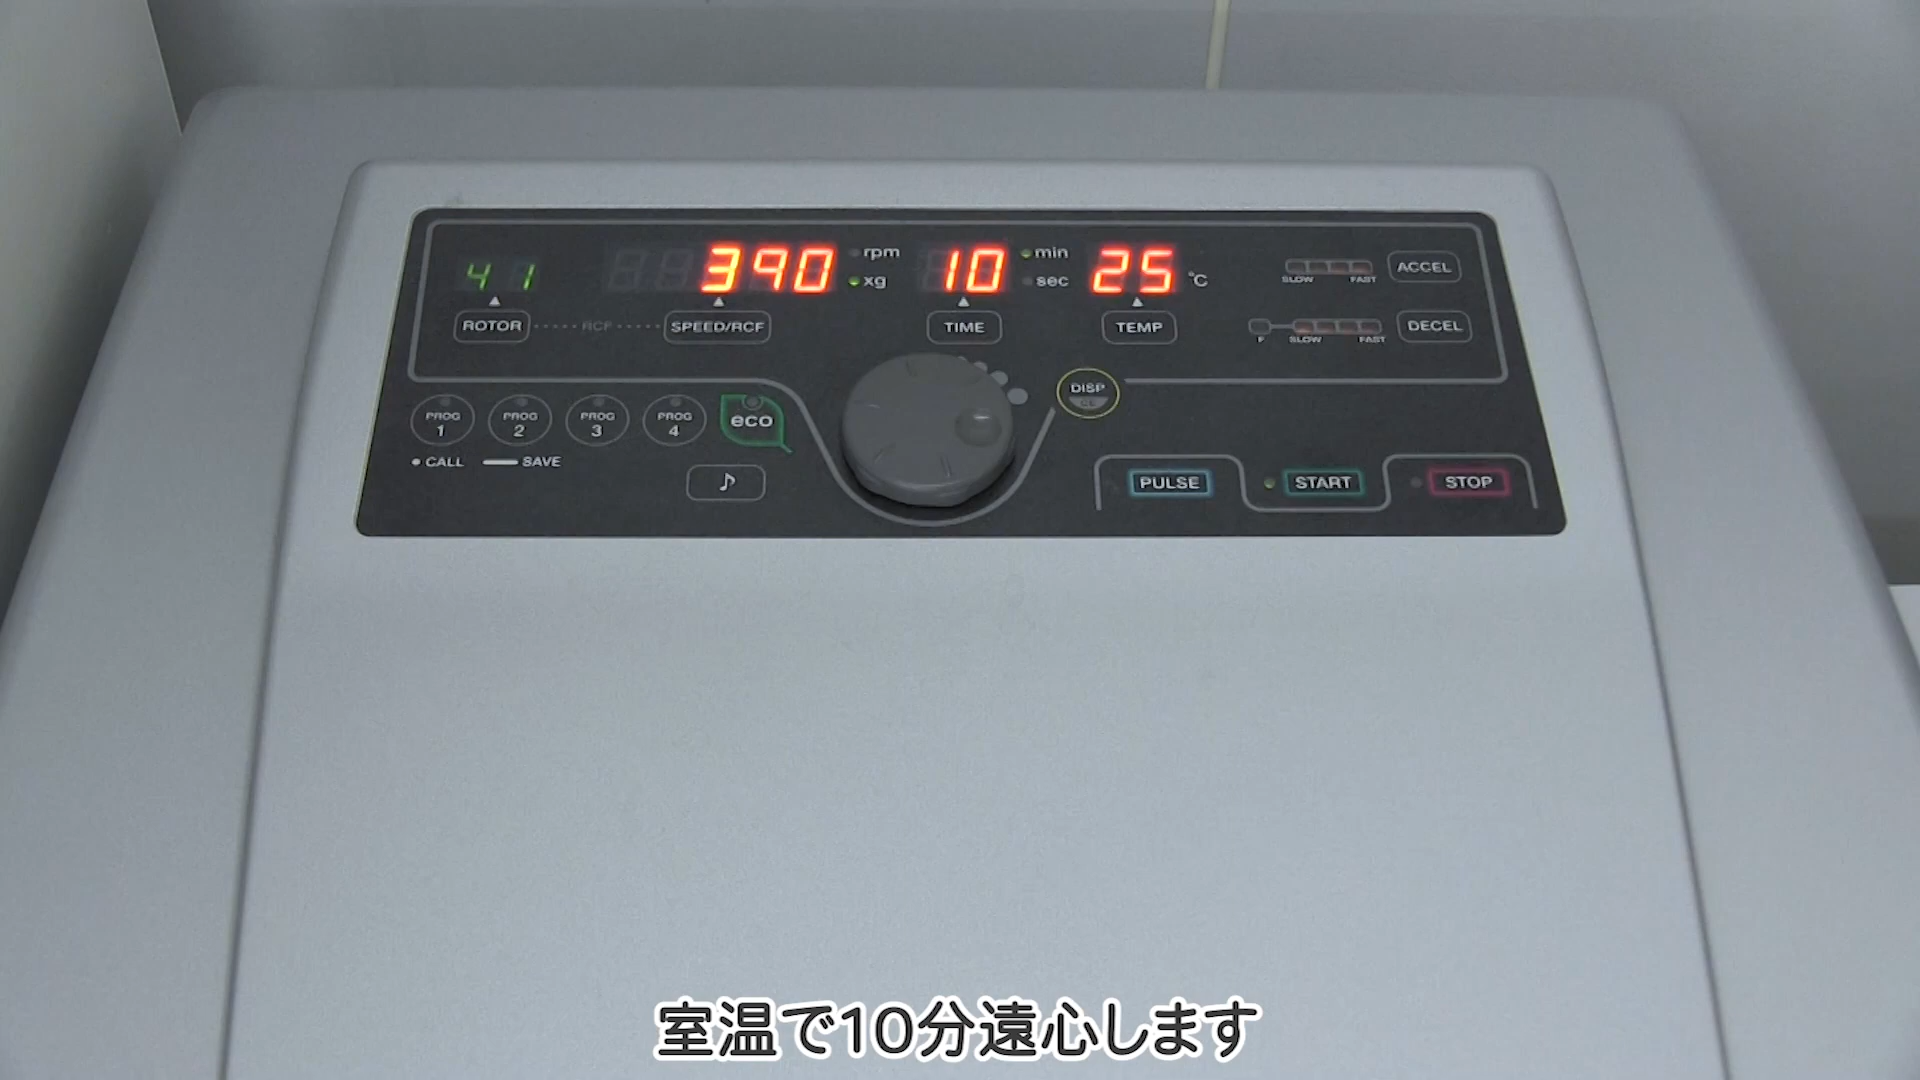 41 390 rpm 10 min 25 ℃
xg sec
SLOW FAST ACCEL
ROTOR RCF SPEED/RCF TIME TEMP
F SLOW FAST DECEL
DISP
PROG 1 PROG 2 PROG 3 PROG 4 eco
CALL SAVE
PULSE START STOP
室温で10分遠心します